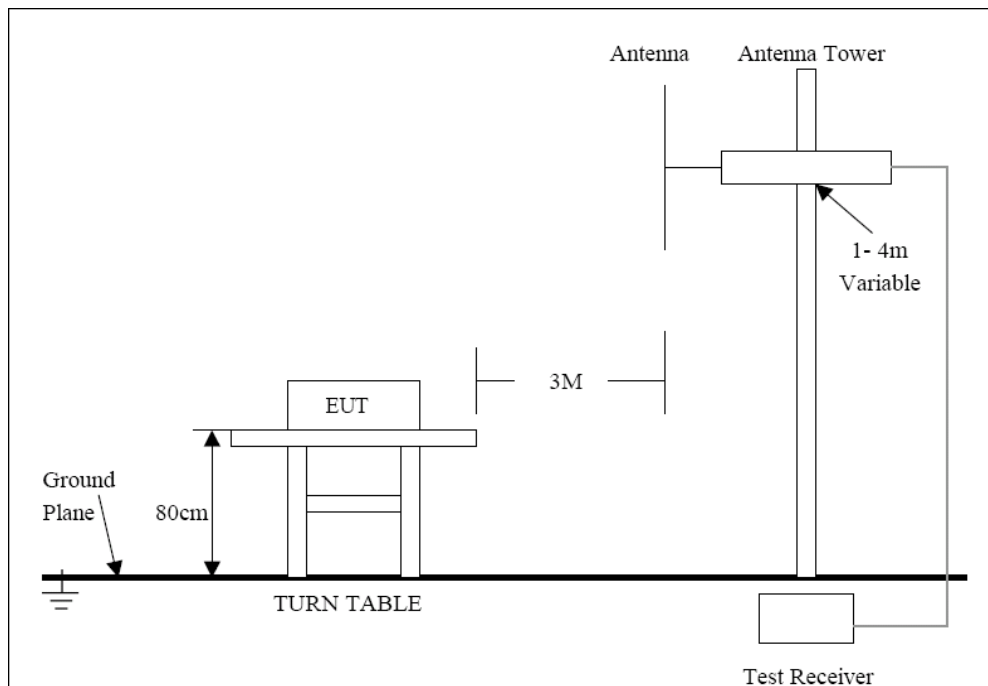 Antenna
Antenna Tower
1- 4m
Variable
3M
EUT
Ground
Plane
80cm
TURN TABLE
Test Receiver